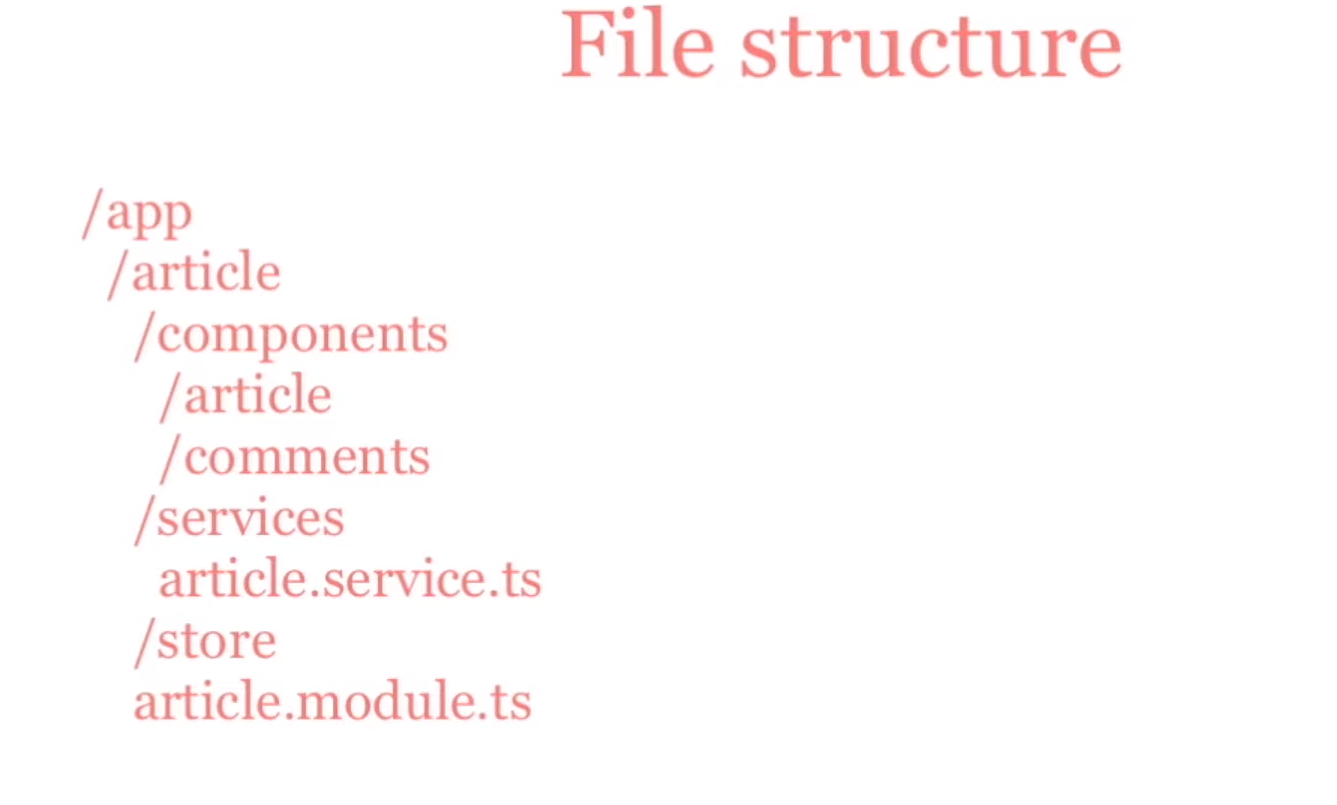 File structure
/app
/article
/components
/article
/comments
/services
article.service.ts
/store
article.module.ts